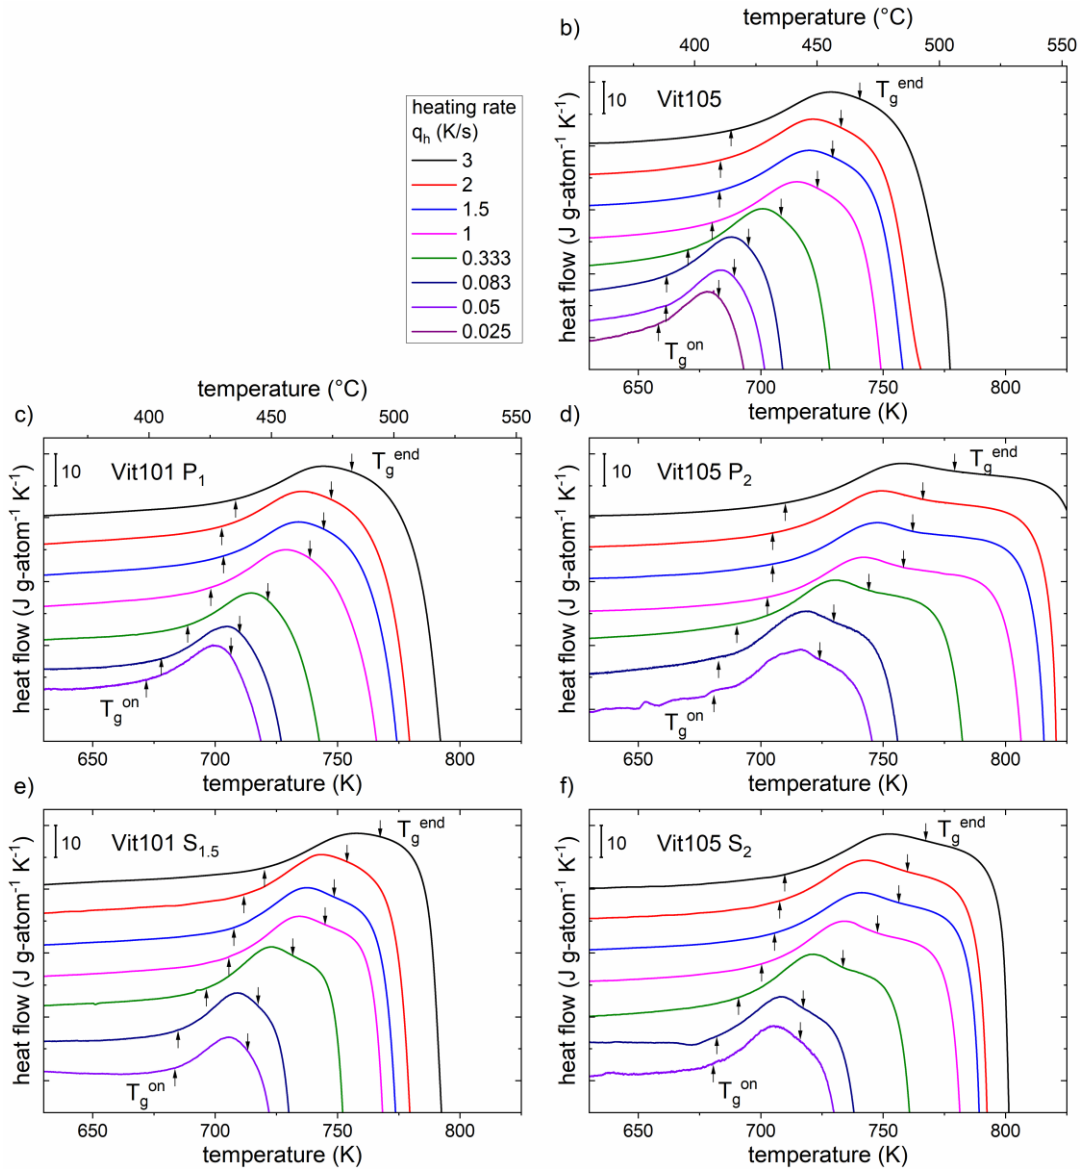 temperature (°C)
b)
400 450 500 550
heating rate
q_h (K/s)
3
2
1.5
1
0.333
0.083
0.05
0.025
10 Vit105
T_g^end
T_g^on
heat flow (J g-atom⁻¹ K⁻¹)
650 700 750 800
temperature (K)
temperature (°C)
c)
400 450 500 550
10 Vit101 P₁
T_g^end
T_g^on
heat flow (J g-atom⁻¹ K⁻¹)
650 700 750 800
temperature (K)
d)
10 Vit105 P₂
T_g^end
T_g^on
heat flow (J g-atom⁻¹ K⁻¹)
650 700 750 800
temperature (K)
e)
10 Vit101 S₁.₅
T_g^end
T_g^on
heat flow (J g-atom⁻¹ K⁻¹)
650 700 750 800
temperature (K)
f)
10 Vit105 S₂
T_g^end
T_g^on
heat flow (J g-atom⁻¹ K⁻¹)
650 700 750 800
temperature (K)